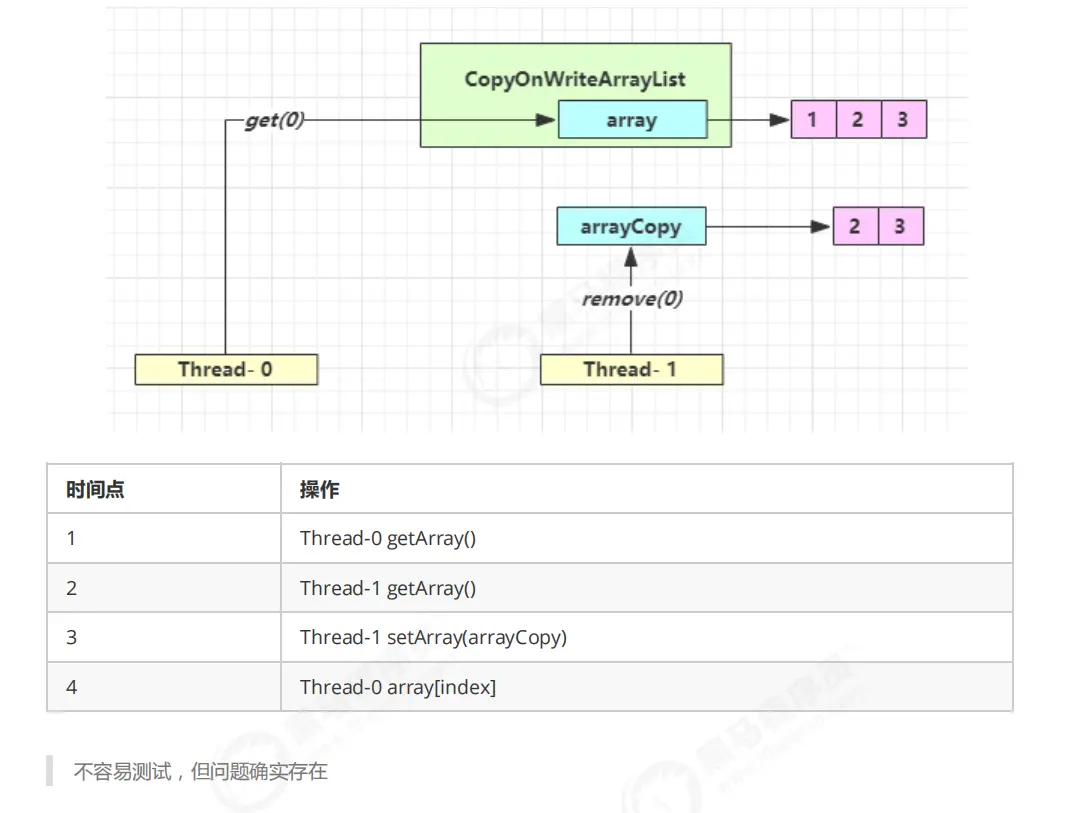 CopyOnWriteArrayList
get(0)
array
1 2 3
arrayCopy
2 3
remove(0)
Thread- 0
Thread- 1
时间点 操作
1 Thread-0 getArray()
2 Thread-1 getArray()
3 Thread-1 setArray(arrayCopy)
4 Thread-0 array[index]
不容易测试，但问题确实存在